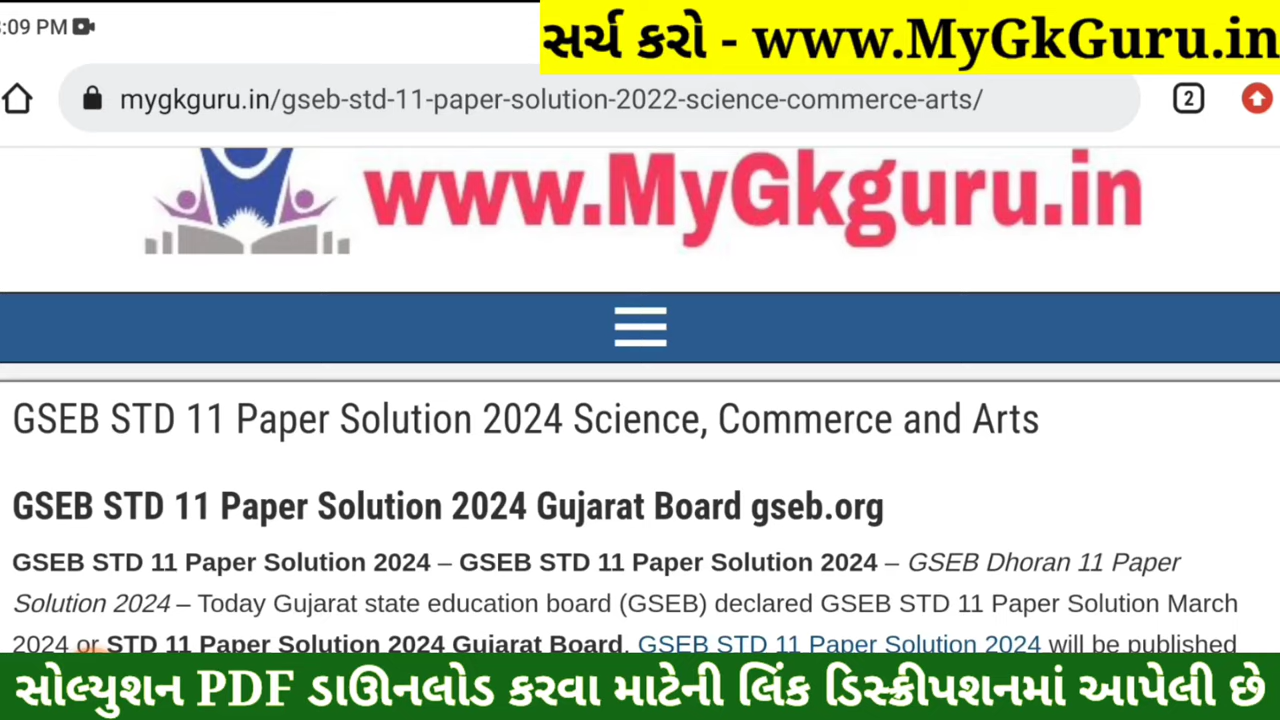 :09 PM
સર્ચ કરો - www.MyGkGuru.in
mygkguru.in/gseb-std-11-paper-solution-2022-science-commerce-arts/
2
www.MyGkguru.in
GSEB STD 11 Paper Solution 2024 Science, Commerce and Arts
GSEB STD 11 Paper Solution 2024 Gujarat Board gseb.org
GSEB STD 11 Paper Solution 2024 – GSEB STD 11 Paper Solution 2024 – GSEB Dhoran 11 Paper
Solution 2024 – Today Gujarat state education board (GSEB) declared GSEB STD 11 Paper Solution March
2024 or STD 11 Paper Solution 2024 Gujarat Board. GSEB STD 11 Paper Solution 2024 will be published
સોલ્યુશન PDF ડાઊનલોડ કરવા માટેની લિંક ડિસ્ક્રીપશનમાં આપેલી છે